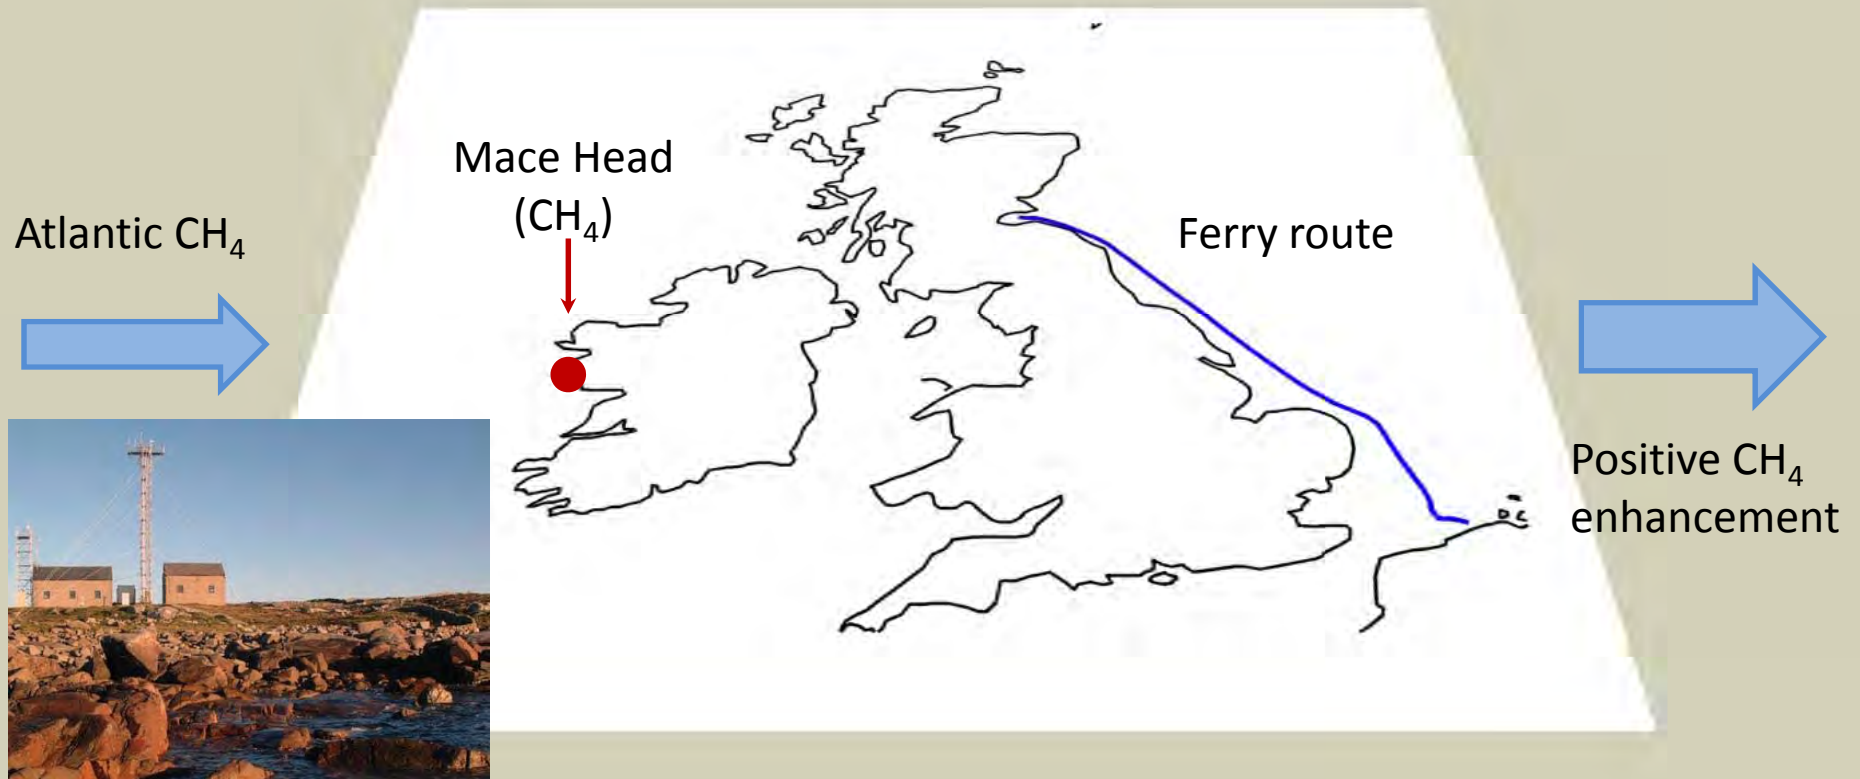 Mace Head
(CH₄)
Atlantic CH₄
Ferry route
Positive CH₄
enhancement